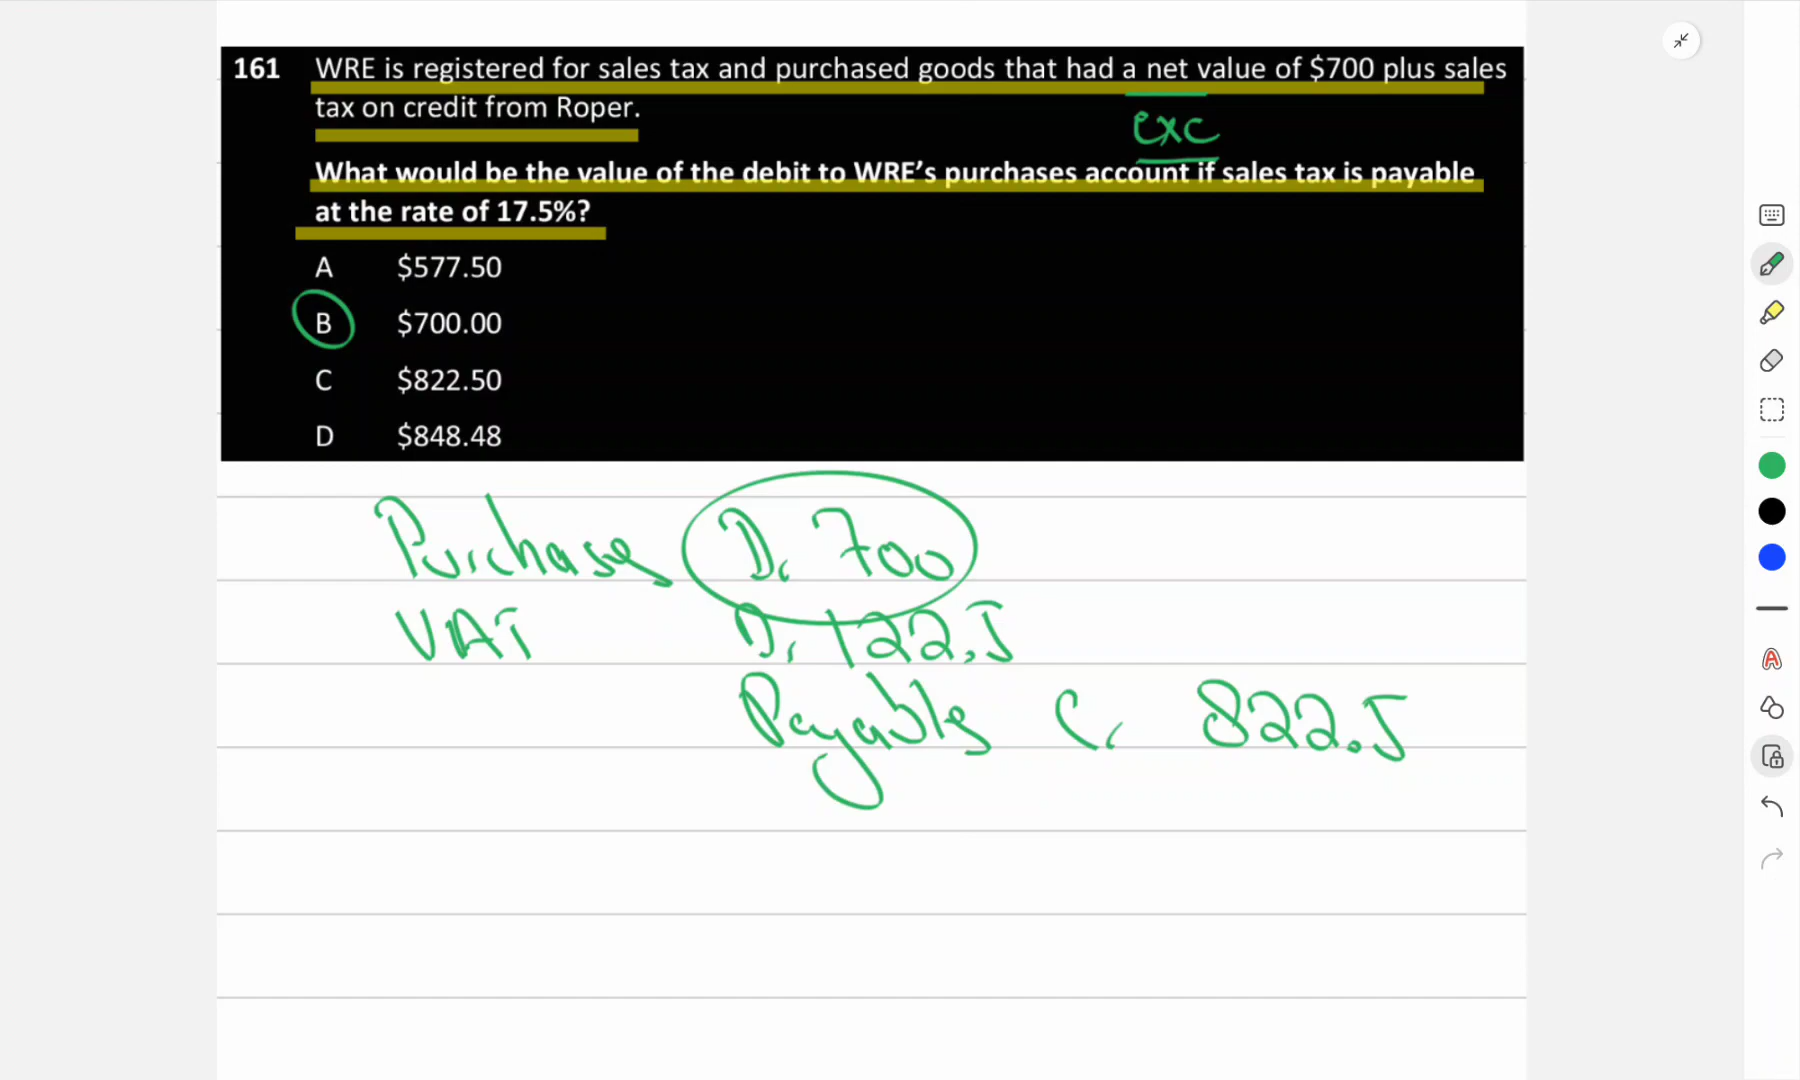 161 WRE is registered for sales tax and purchased goods that had a net value of $700 plus sales
tax on credit from Roper.
exc
What would be the value of the debit to WRE's purchases account if sales tax is payable
at the rate of 17.5%?
A $577.50
B $700.00
C $822.50
D $848.48
Purchases D. 700
VAT D. 122.5
Payables C. 822.5
A